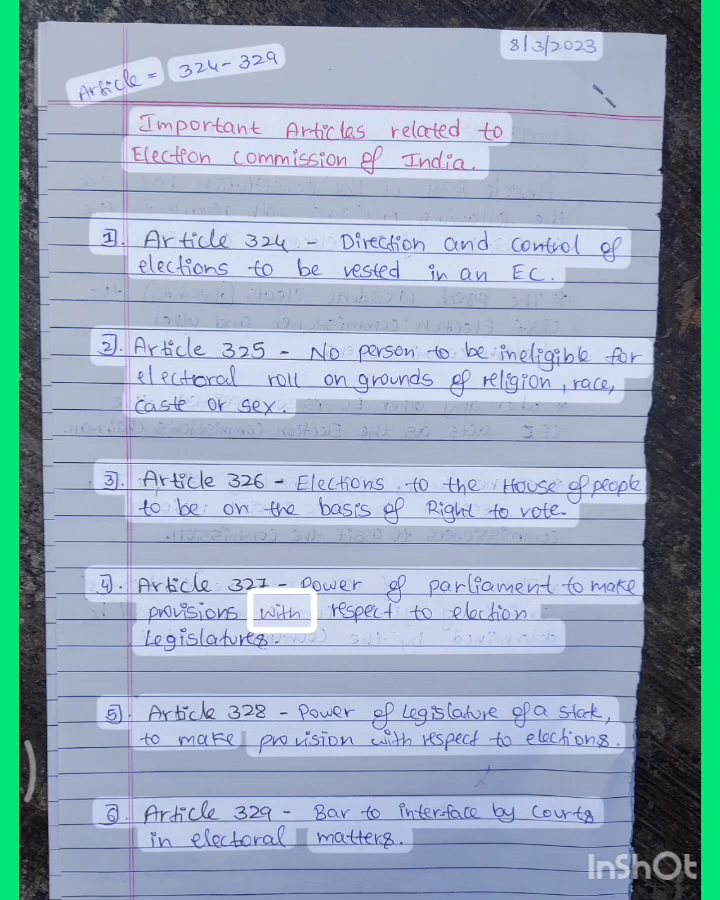 8/3/2023
Article = 324-329
Important Articles related to
Election Commission of India.
1). Article 324 - Direction and control of
elections to be vested in an EC.
2). Article 325 - No person to be ineligible for
electoral roll on grounds of religion, race,
caste or sex.
3). Article 326 - Elections to the House of people
to be on the basis of Right to vote.
4). Article 327 - Power of parliament to make
provisions with respect to election
Legislatures.
5). Article 328 - Power of Legislature of a state,
to make provision with respect to elections.
6). Article 329 - Bar to interface by courts
in electoral matters.
InShOt